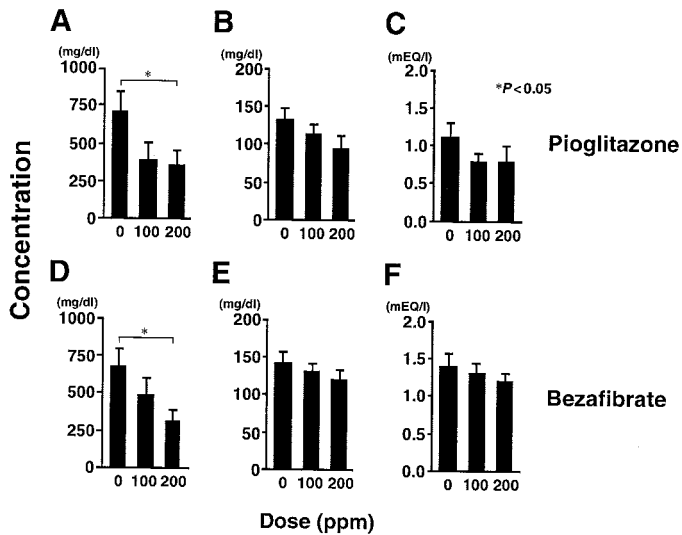 A
(mg/dl)
1000
750
500
250
0
*
0 100 200
B
(mg/dl)
200
150
100
50
0
0 100 200
C
(mEQ/l)
2.0
1.5
1.0
0.5
0.0
*P<0.05
0 100 200
Pioglitazone
Concentration
D
(mg/dl)
1000
750
500
250
0
*
0 100 200
E
(mg/dl)
200
150
100
50
0
0 100 200
F
(mEQ/l)
2.0
1.5
1.0
0.5
0.0
0 100 200
Bezafibrate
Dose (ppm)